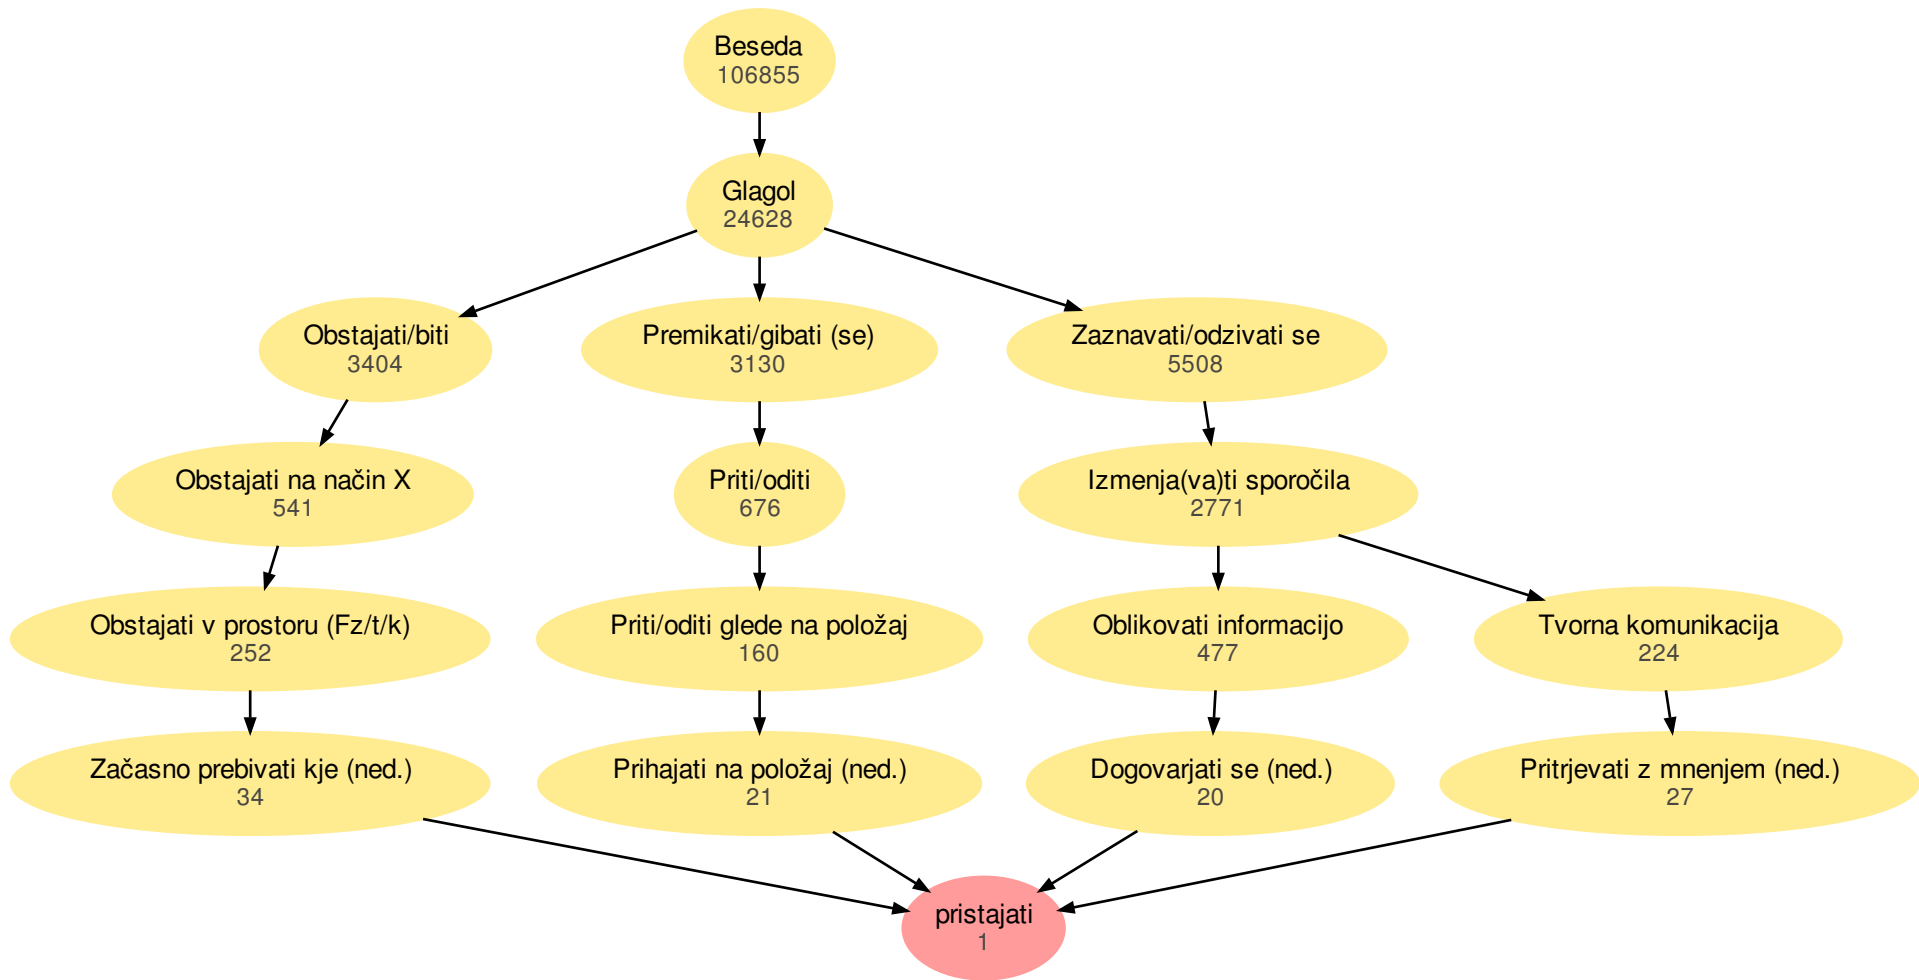 Beseda
106855
Glagol
24628
Obstajati/biti
3404
Premikati/gibati (se)
3130
Zaznavati/odzivati se
5508
Obstajati na način X
541
Priti/oditi
676
Izmenja(va)ti sporočila
2771
Obstajati v prostoru (Fz/t/k)
252
Priti/oditi glede na položaj
160
Oblikovati informacijo
477
Tvorna komunikacija
224
Začasno prebivati kje (ned.)
34
Prihajati na položaj (ned.)
21
Dogovarjati se (ned.)
20
Pritrjevati z mnenjem (ned.)
27
pristajati
1